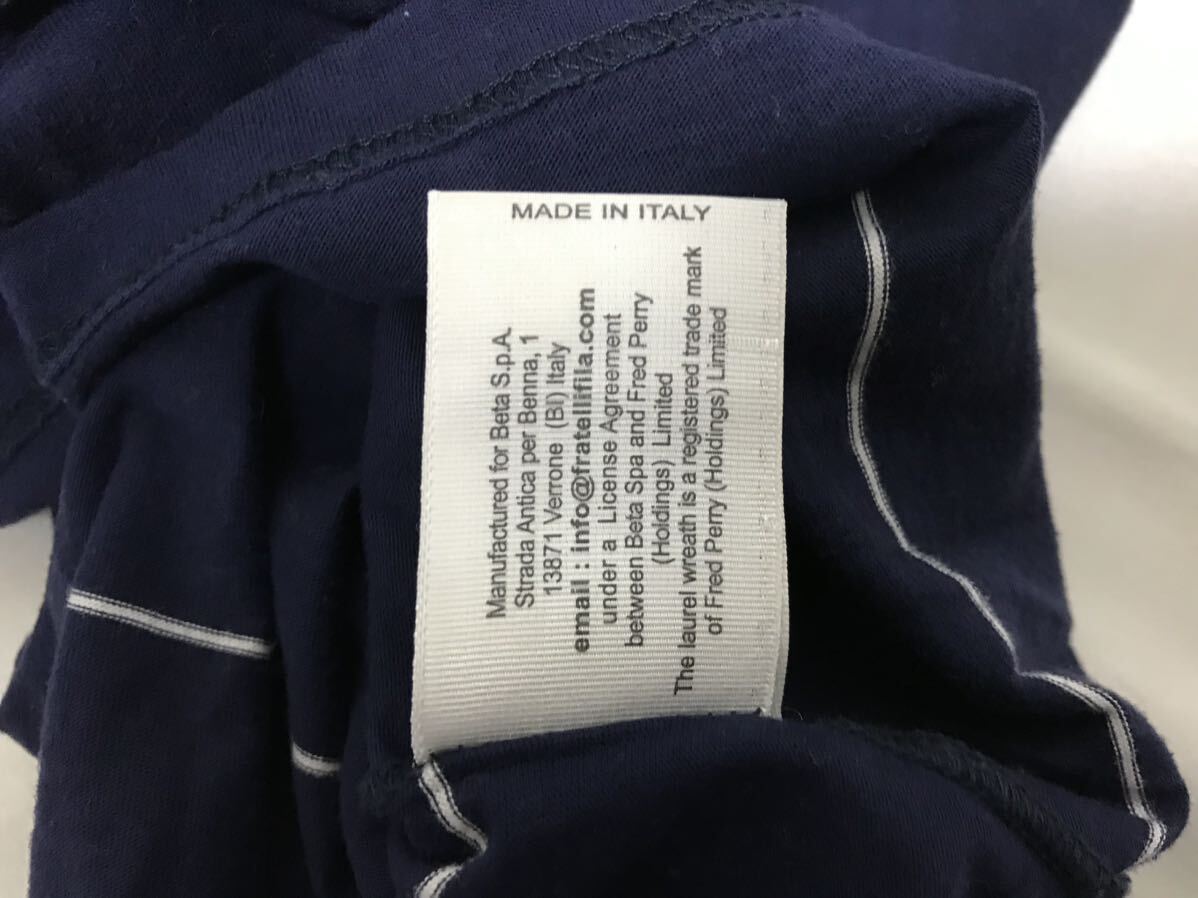 MADE IN ITALY
Manufactured for Beta S.p.A.
Strada Antica per Benna, 1
13871 Verrone (BI) Italy
email : info@fratellifila.com
under a License Agreement
between Beta Spa and Fred Perry
(Holdings) Limited
The laurel wreath is a registered trade mark
of Fred Perry (Holdings) Limited